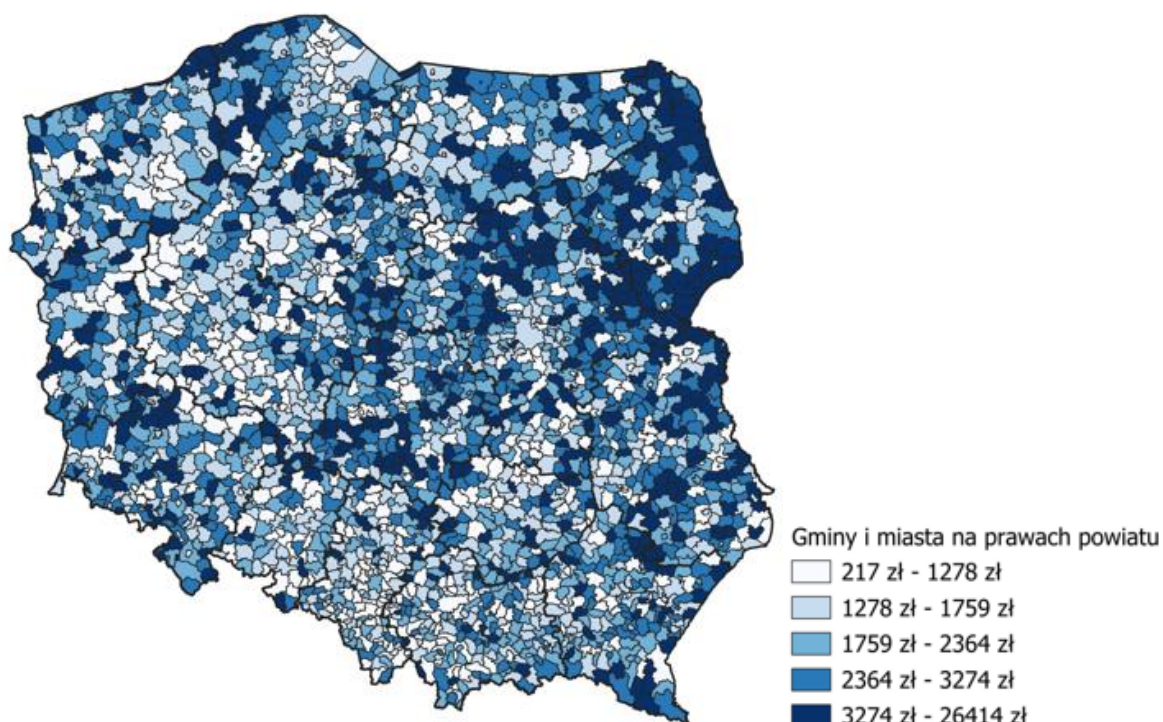 Gminy i miasta na prawach powiatu
217 zł - 1278 zł
1278 zł - 1759 zł
1759 zł - 2364 zł
2364 zł - 3274 zł
3274 zł - 26414 zł